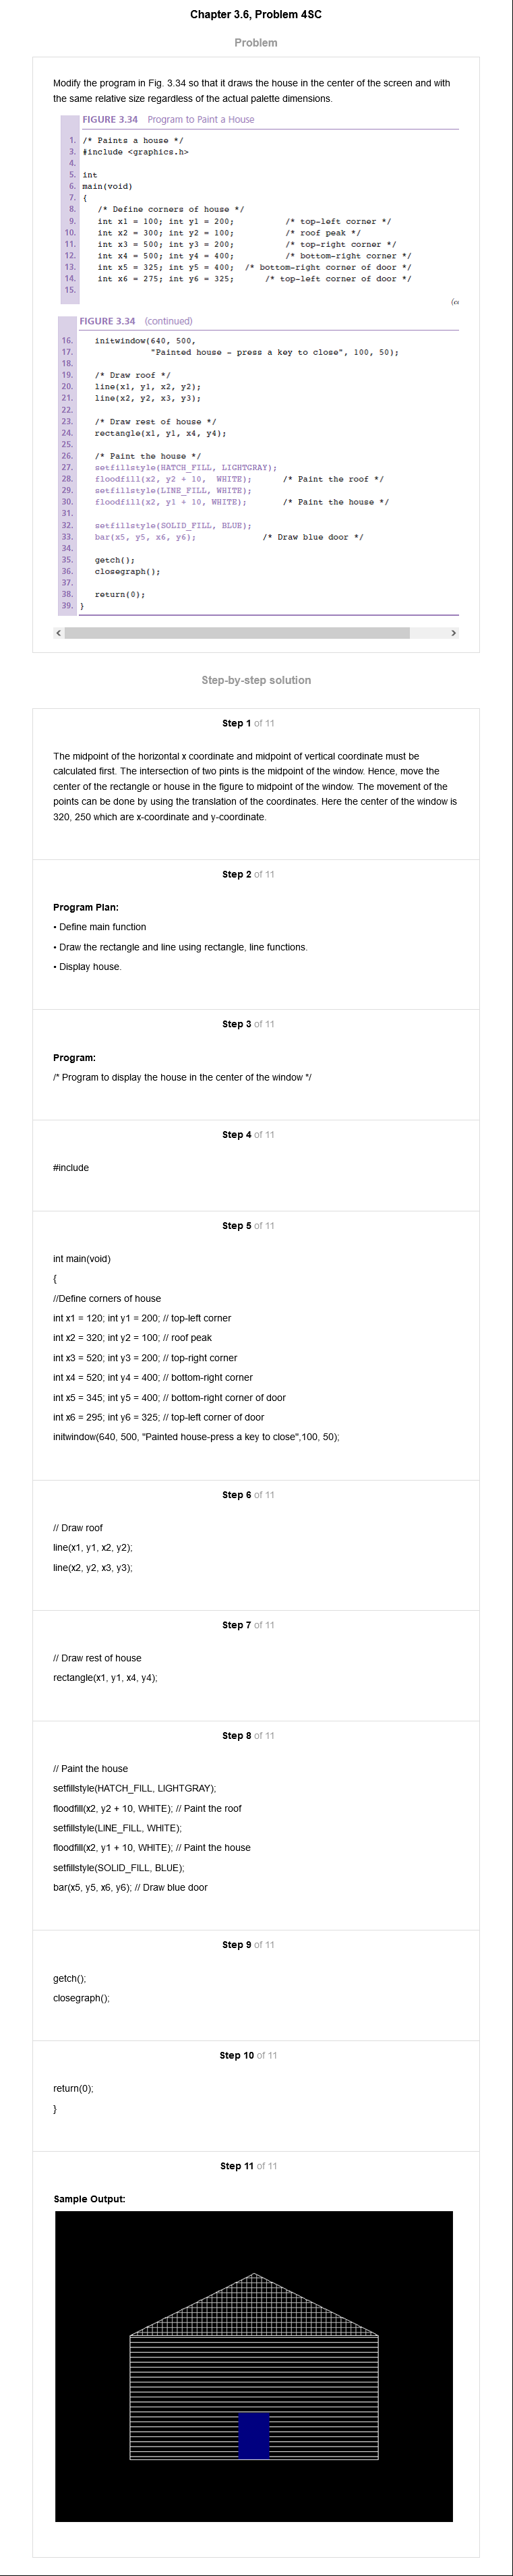 Chapter 3.6, Problem 4SC
Problem
Modify the program in Fig. 3.34 so that it draws the house in the center of the screen and with
the same relative size regardless of the actual palette dimensions.
FIGURE 3.34 Program to Paint a House
1. /* Paints a house */
3. #include <graphics.h>
4.
5. int
6. main(void)
7. {
8. /* Define corners of house */
9. int x1 = 100; int y1 = 200; /* top-left corner */
10. int x2 = 300; int y2 = 100; /* roof peak */
11. int x3 = 500; int y3 = 200; /* top-right corner */
12. int x4 = 500; int y4 = 400; /* bottom-right corner */
13. int x5 = 325; int y5 = 400; /* bottom-right corner of door */
14. int x6 = 275; int y6 = 325; /* top-left corner of door */
15.
(co
FIGURE 3.34 (continued)
16. initwindow(640, 500,
17. "Painted house - press a key to close", 100, 50);
18.
19. /* Draw roof */
20. line(x1, y1, x2, y2);
21. line(x2, y2, x3, y3);
22.
23. /* Draw rest of house */
24. rectangle(x1, y1, x4, y4);
25.
26. /* Paint the house */
27. setfillstyle(HATCH_FILL, LIGHTGRAY);
28. floodfill(x2, y2 + 10, WHITE); /* Paint the roof */
29. setfillstyle(LINE_FILL, WHITE);
30. floodfill(x2, y1 + 10, WHITE); /* Paint the house */
31.
32. setfillstyle(SOLID_FILL, BLUE);
33. bar(x5, y5, x6, y6); /* Draw blue door */
34.
35. getch();
36. closegraph();
37.
38. return(0);
39. }
Step-by-step solution
Step 1 of 11
The midpoint of the horizontal x coordinate and midpoint of vertical coordinate must be
calculated first. The intersection of two pints is the midpoint of the window. Hence, move the
center of the rectangle or house in the figure to midpoint of the window. The movement of the
points can be done by using the translation of the coordinates. Here the center of the window is
320, 250 which are x-coordinate and y-coordinate.
Step 2 of 11
Program Plan:
• Define main function
• Draw the rectangle and line using rectangle, line functions.
• Display house.
Step 3 of 11
Program:
/* Program to display the house in the center of the window */
Step 4 of 11
#include
Step 5 of 11
int main(void)
{
//Define corners of house
int x1 = 120; int y1 = 200; // top-left corner
int x2 = 320; int y2 = 100; // roof peak
int x3 = 520; int y3 = 200; // top-right corner
int x4 = 520; int y4 = 400; // bottom-right corner
int x5 = 345; int y5 = 400; // bottom-right corner of door
int x6 = 295; int y6 = 325; // top-left corner of door
initwindow(640, 500, "Painted house-press a key to close",100, 50);
Step 6 of 11
// Draw roof
line(x1, y1, x2, y2);
line(x2, y2, x3, y3);
Step 7 of 11
// Draw rest of house
rectangle(x1, y1, x4, y4);
Step 8 of 11
// Paint the house
setfillstyle(HATCH_FILL, LIGHTGRAY);
floodfill(x2, y2 + 10, WHITE); // Paint the roof
setfillstyle(LINE_FILL, WHITE);
floodfill(x2, y1 + 10, WHITE); // Paint the house
setfillstyle(SOLID_FILL, BLUE);
bar(x5, y5, x6, y6); // Draw blue door
Step 9 of 11
getch();
closegraph();
Step 10 of 11
return(0);
}
Step 11 of 11
Sample Output: